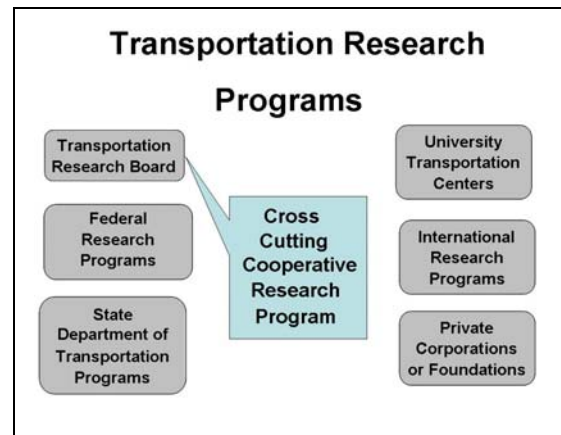 Transportation Research
Programs
Transportation
Research Board
Federal
Research
Programs
State
Department of
Transportation
Programs
Cross
Cutting
Cooperative
Research
Program
University
Transportation
Centers
International
Research
Programs
Private
Corporations
or Foundations